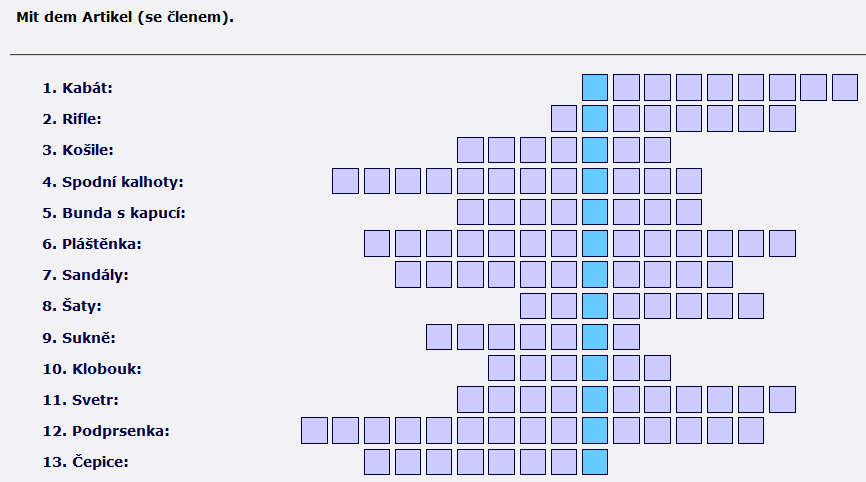 Mit dem Artikel (se členem).
1. Kabát:
2. Rifle:
3. Košile:
4. Spodní kalhoty:
5. Bunda s kapucí:
6. Pláštěnka:
7. Sandály:
8. Šaty:
9. Sukně:
10. Klobouk:
11. Svetr:
12. Podprsenka:
13. Čepice: